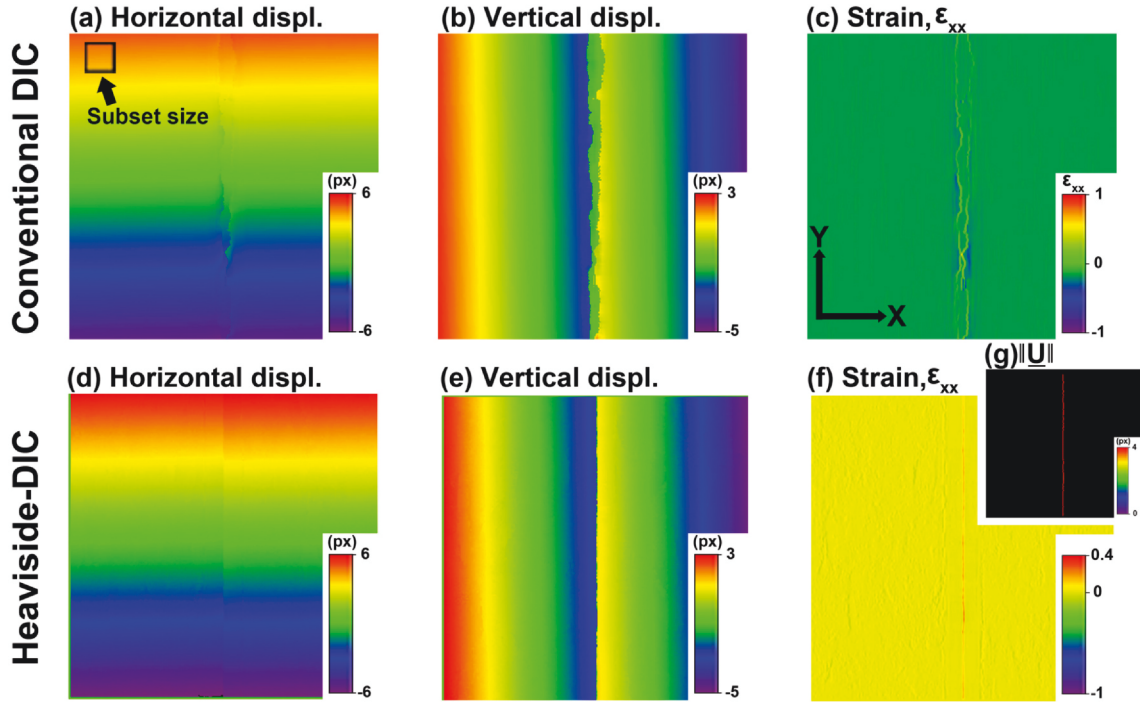 Conventional DIC
(a) Horizontal displ.
Subset size
(px)
6
-6
(b) Vertical displ.
(px)
3
-5
(c) Strain, εxx
Y
X
εxx
1
0
-1
Heaviside-DIC
(d) Horizontal displ.
(px)
6
-6
(e) Vertical displ.
(px)
3
-5
(f) Strain, εxx
0.4
0
-1
(g) ||U||
(px)
4
0